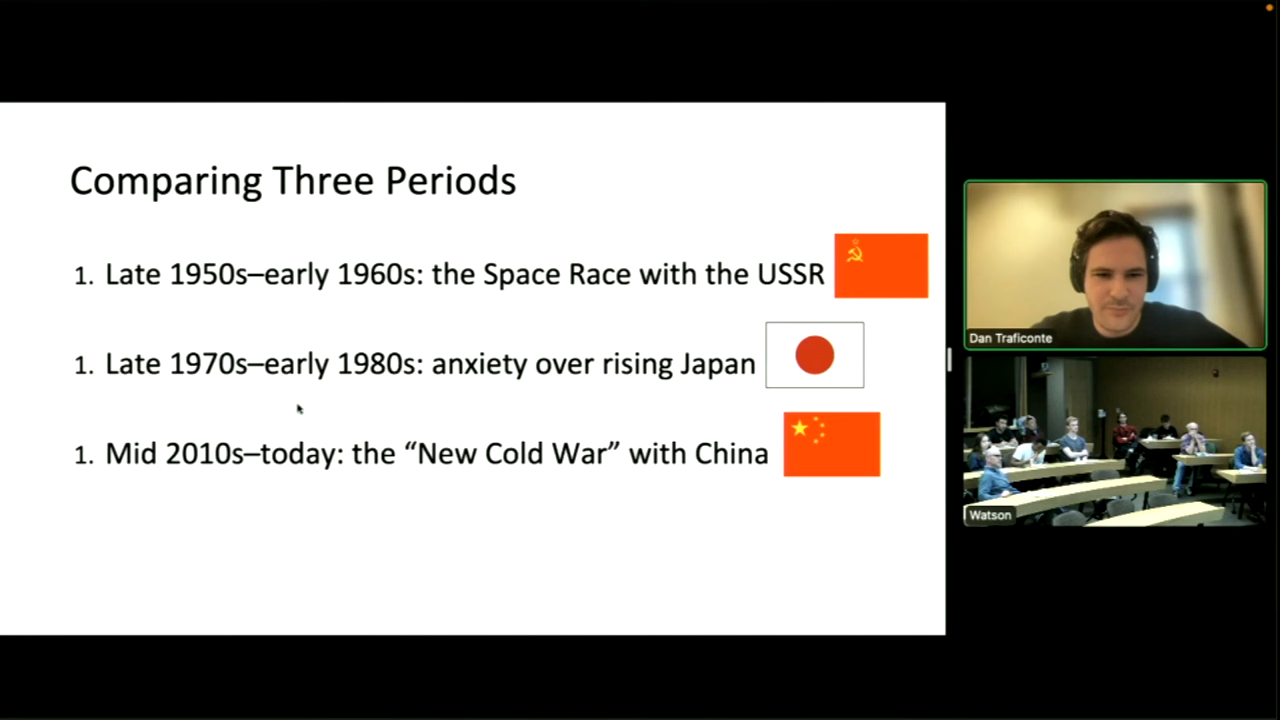 Comparing Three Periods
1. Late 1950s–early 1960s: the Space Race with the USSR
1. Late 1970s–early 1980s: anxiety over rising Japan
1. Mid 2010s–today: the “New Cold War” with China
Dan Traficonte
Watson